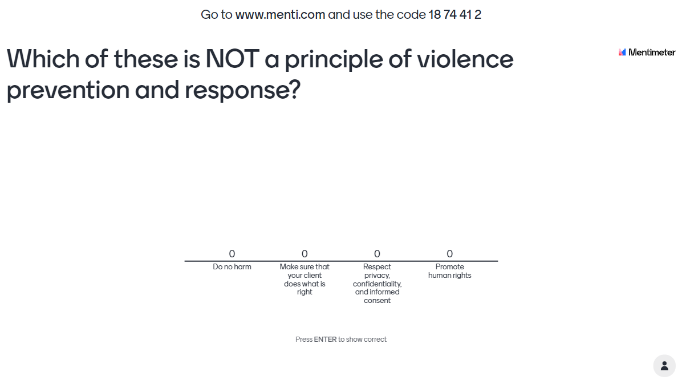 Go to www.menti.com and use the code 18 74 41 2
Which of these is NOT a principle of violence
prevention and response?
Mentimeter
0
0
0
0
Do no harm
Make sure that
your client
does what is
right
Respect
privacy,
confidentiality,
and informed
consent
Promote
human rights
Press ENTER to show correct